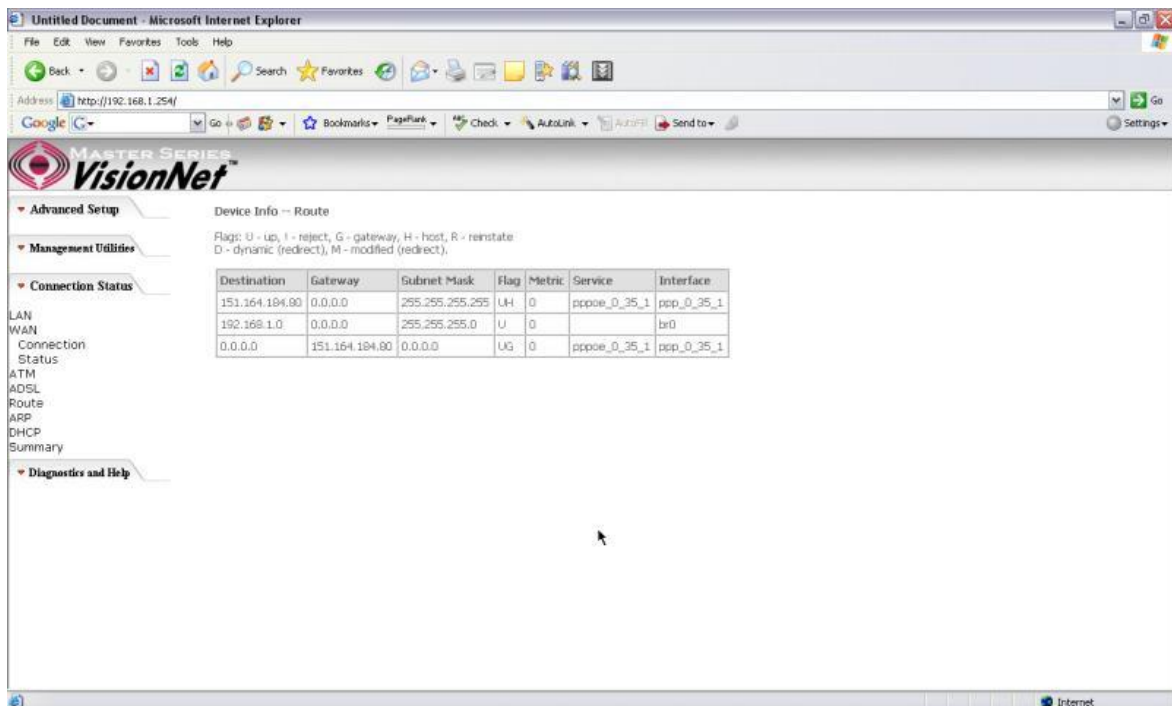 Untitled Document - Microsoft Internet Explorer
File Edit View Favorites Tools Help
Back Search Favorites
Address http://192.168.1.254/ Go
Google G Go Bookmarks PageRank Check AutoLink AutoFill Send to Settings
MASTER SERIES
VisionNet™
Advanced Setup
Management Utilities
Connection Status
LAN
WAN
Connection
Status
ATM
ADSL
Route
ARP
DHCP
Summary
Diagnostics and Help
Device Info -- Route
Flags: U - up, ! - reject, G - gateway, H - host, R - reinstate
D - dynamic (redirect), M - modified (redirect).
Destination Gateway Subnet Mask Flag Metric Service Interface
151.164.184.80 0.0.0.0 255.255.255.255 UH 0 pppoe_0_35_1 ppp_0_35_1
192.168.1.0 0.0.0.0 255.255.255.0 U 0 br0
0.0.0.0 151.164.184.80 0.0.0.0 UG 0 pppoe_0_35_1 ppp_0_35_1
Internet